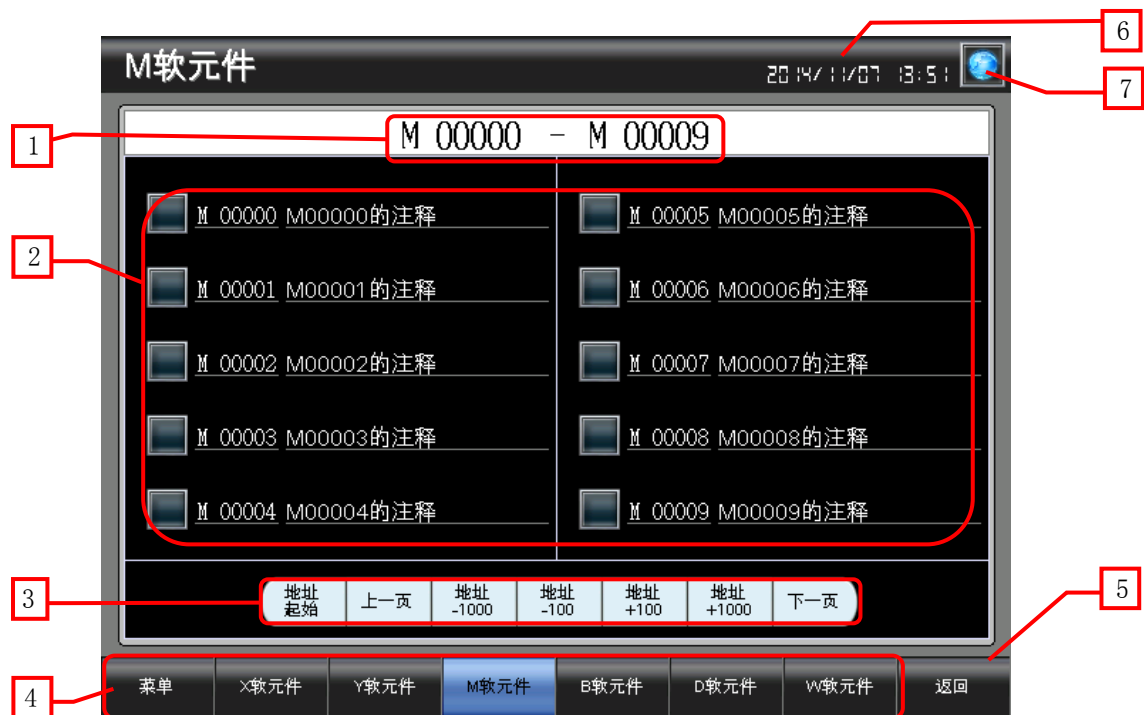 6
M软元件 2014/11/07 13:51
7
1
M 00000 - M 00009
2
M 00000 M00000的注释 M 00005 M00005的注释
M 00001 M00001的注释 M 00006 M00006的注释
M 00002 M00002的注释 M 00007 M00007的注释
M 00003 M00003的注释 M 00008 M00008的注释
M 00004 M00004的注释 M 00009 M00009的注释
3
地址起始 上一页 地址-1000 地址-100 地址+100 地址+1000 下一页
5
4
菜单 X软元件 Y软元件 M软元件 B软元件 D软元件 W软元件 返回